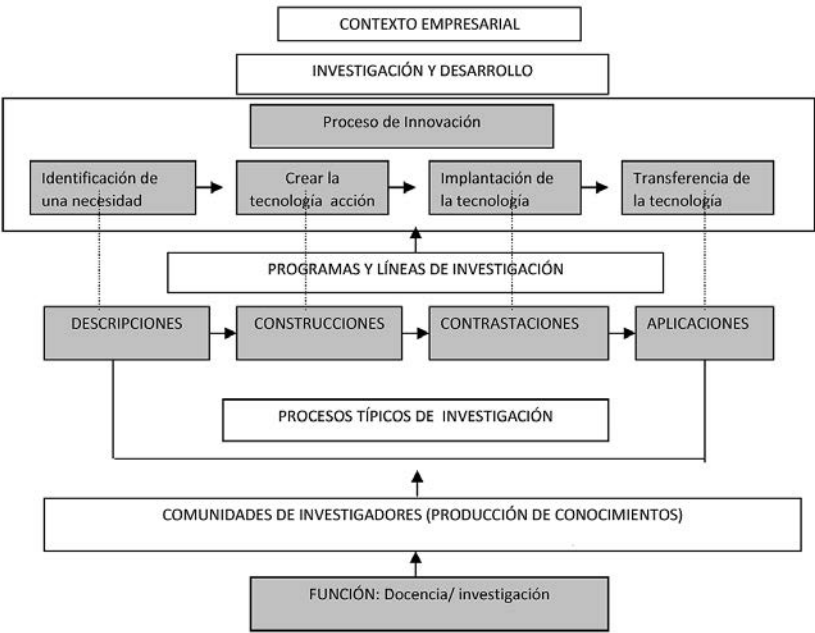 CONTEXTO EMPRESARIAL
INVESTIGACIÓN Y DESARROLLO
Proceso de Innovación
Identificación de
una necesidad
Crear la
tecnología acción
Implantación de
la tecnología
Transferencia de
la tecnología
PROGRAMAS Y LÍNEAS DE INVESTIGACIÓN
DESCRIPCIONES
CONSTRUCCIONES
CONTRASTACIONES
APLICACIONES
PROCESOS TÍPICOS DE INVESTIGACIÓN
COMUNIDADES DE INVESTIGADORES (PRODUCCIÓN DE CONOCIMIENTOS)
FUNCIÓN: Docencia/ investigación